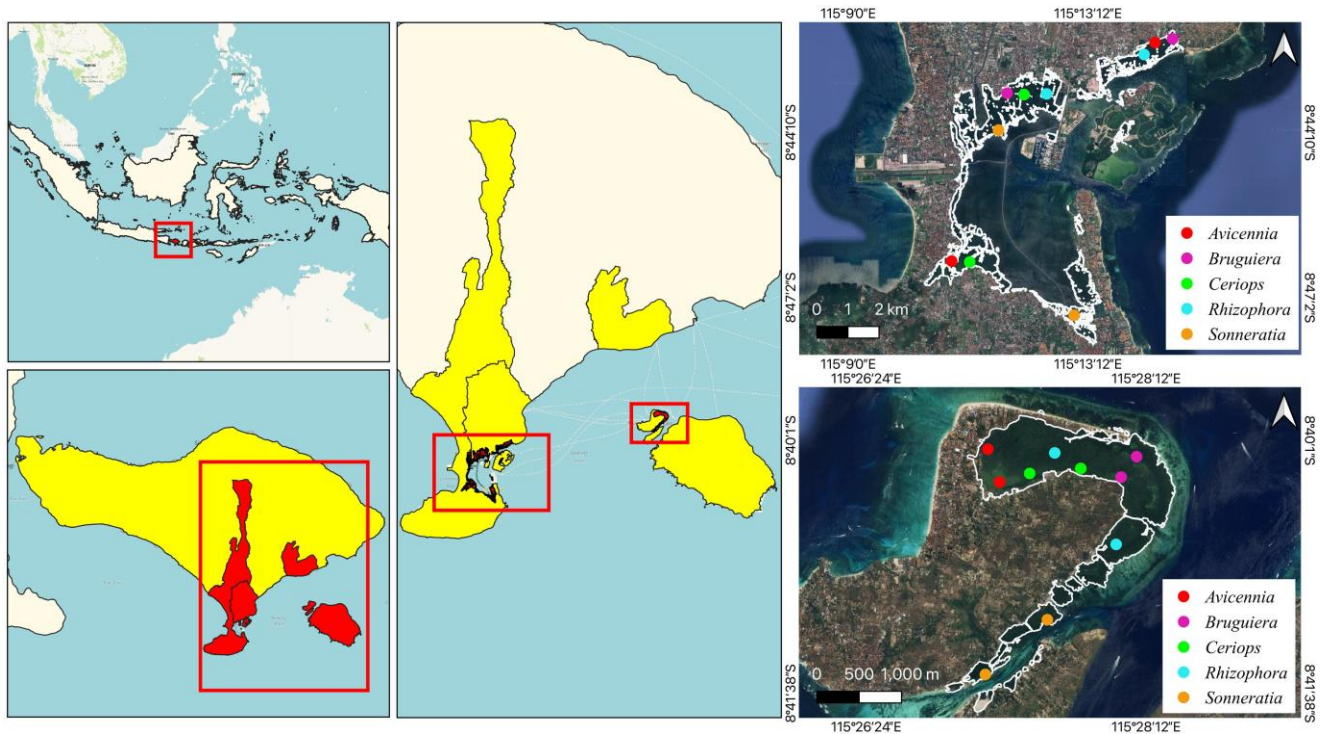 115°9'0"E
115°13'12"E
8°44'10"S
8°44'10"S
8°47'2"S
8°47'2"S
Avicennia
Bruguiera
Ceriops
Rhizophora
Sonneratia
0 1 2 km
115°9'0"E
115°13'12"E
115°26'24"E
115°28'12"E
8°40'1"S
8°40'1"S
8°41'38"S
8°41'38"S
Avicennia
Bruguiera
Ceriops
Rhizophora
Sonneratia
0 500 1,000 m
115°26'24"E
115°28'12"E